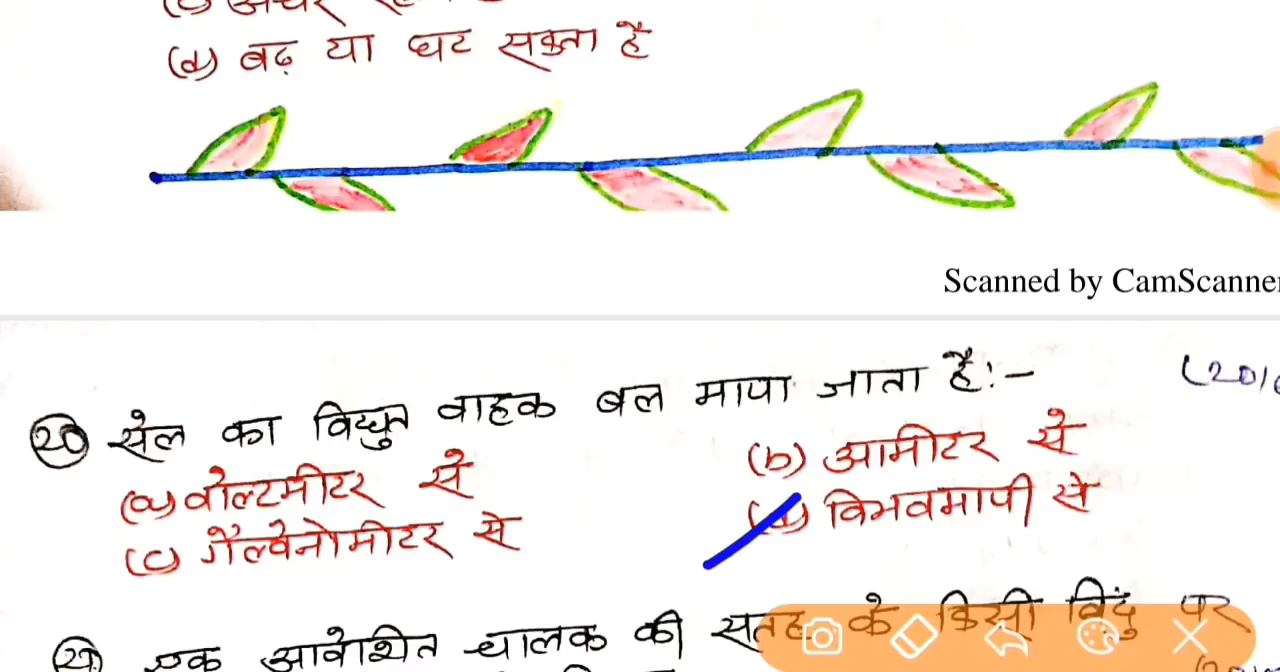 (d) बढ़ या घट सकता है
Scanned by CamScanner
(20) सेल का विद्युत वाहक बल मापा जाता है:-
(a) वोल्टमीटर से (b) आमीटर से
(c) गैल्वेनोमीटर से (d) विभवमापी से
एक आवेशित चालक की सतह के किसी बिंदु पर